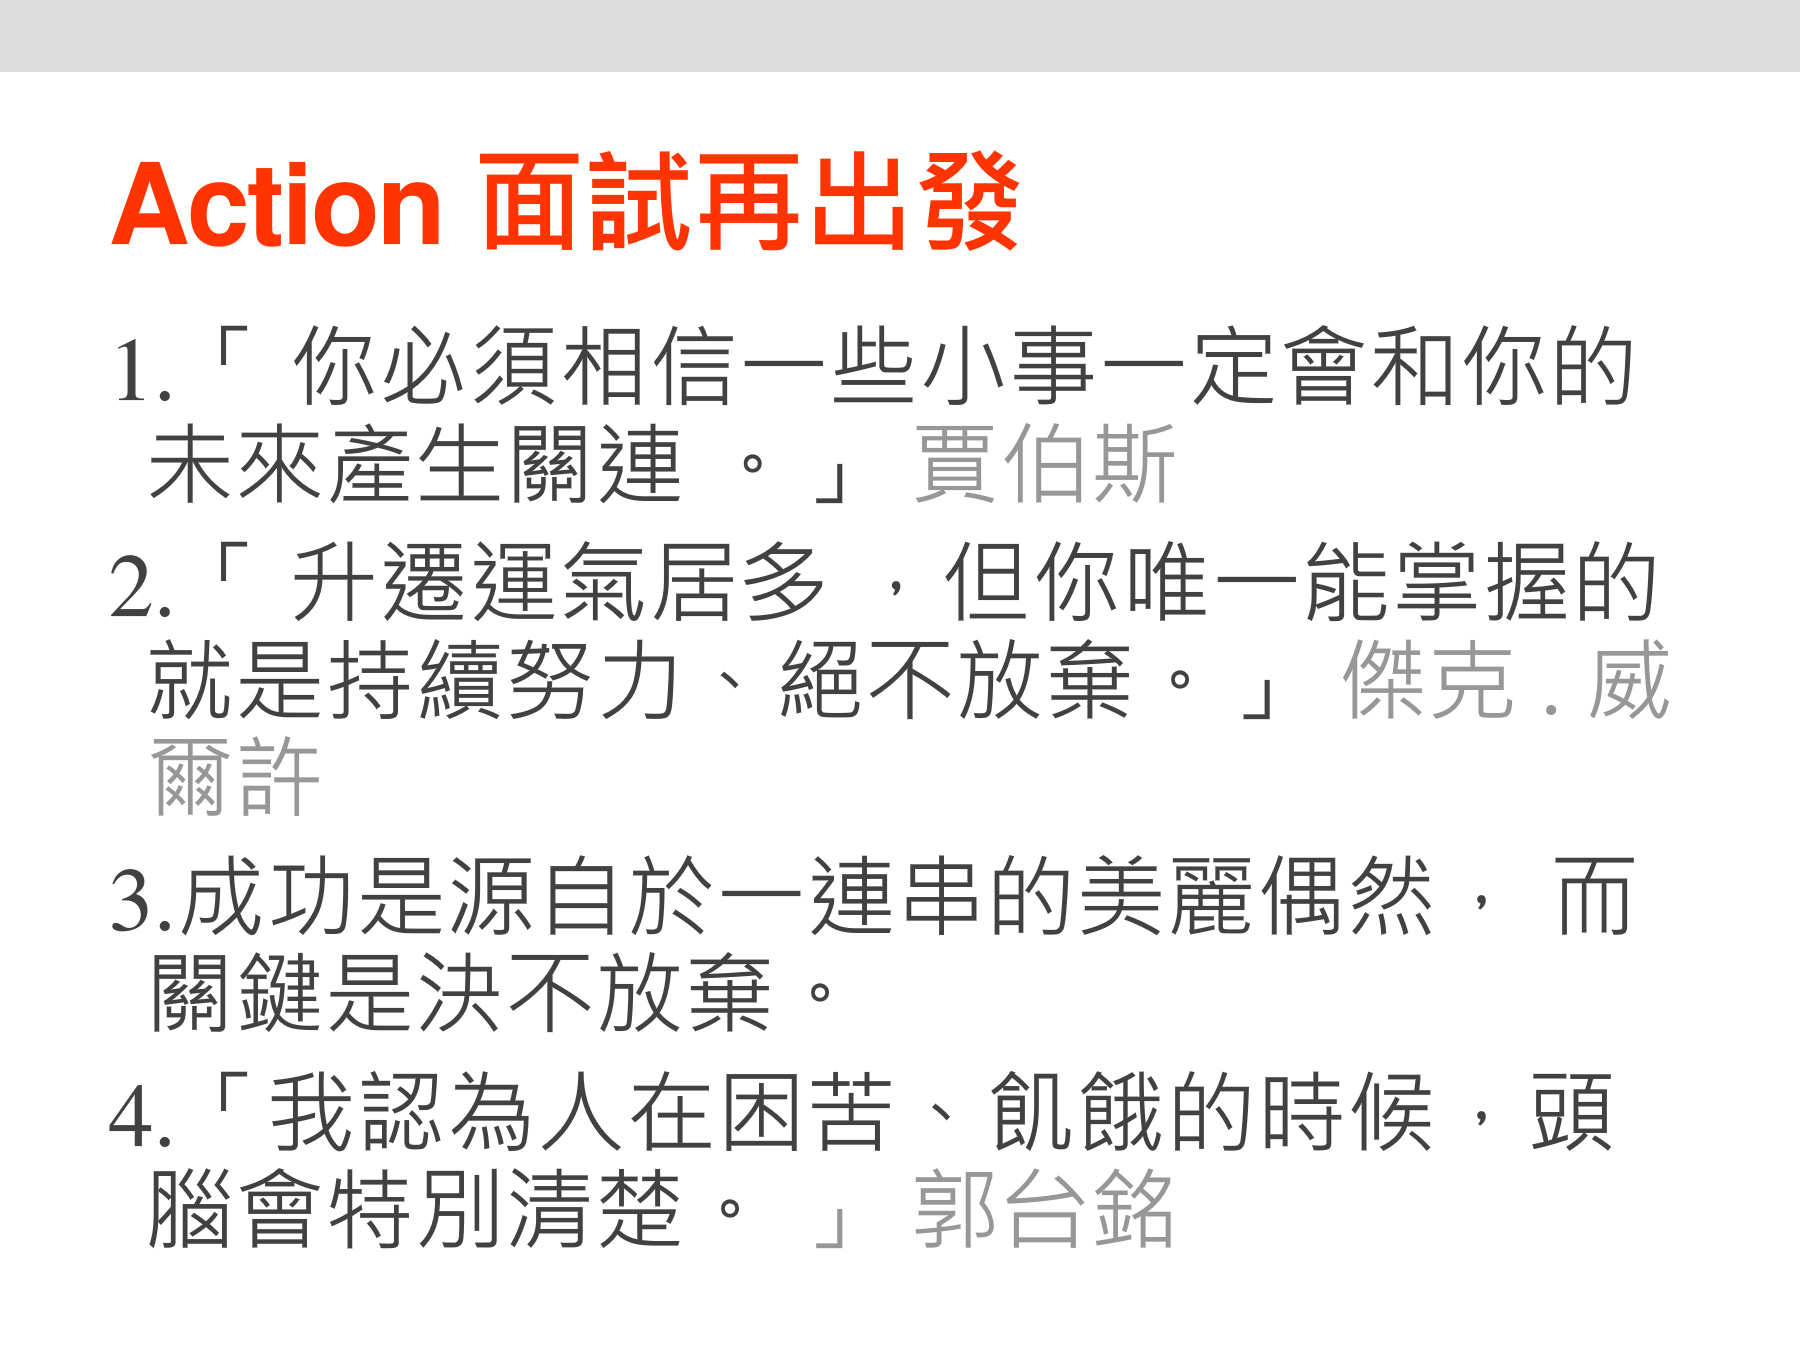 Action 面試再出發
1.「 你必須相信一些小事一定會和你的
未來產生關連 。」 賈伯斯
2.「 升遷運氣居多 ，但你唯一能掌握的
就是持續努力、絕不放棄。」 傑克．威
爾許
3.成功是源自於一連串的美麗偶然， 而
關鍵是決不放棄。
4.「我認為人在困苦、飢餓的時候，頭
腦會特別清楚。 」 郭台銘